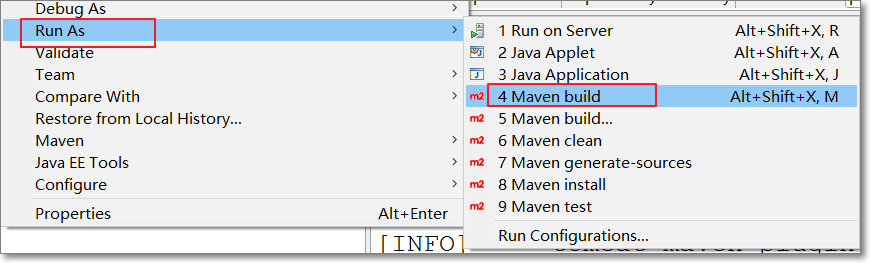 Debug As
Run As
Validate
Team
Compare With
Restore from Local History...
Maven
Java EE Tools
Configure
Properties Alt+Enter
1 Run on Server Alt+Shift+X, R
2 Java Applet Alt+Shift+X, A
3 Java Application Alt+Shift+X, J
m2 4 Maven build Alt+Shift+X, M
m2 5 Maven build...
m2 6 Maven clean
m2 7 Maven generate-sources
m2 8 Maven install
m2 9 Maven test
Run Configurations...
[INFO]